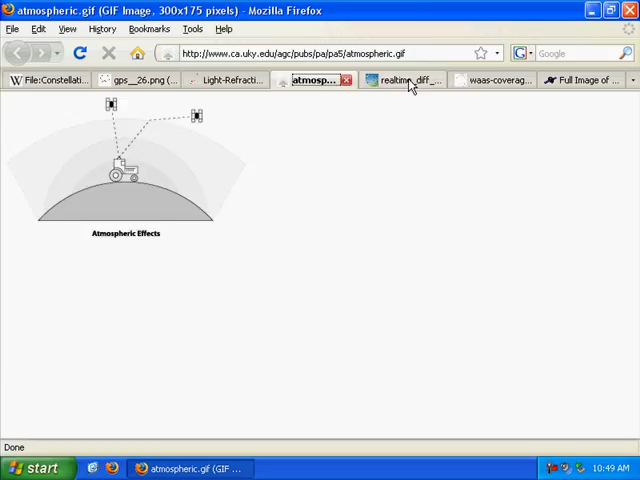 atmospheric.gif (GIF Image, 300x175 pixels) - Mozilla Firefox
File Edit View History Bookmarks Tools Help
http://www.ca.uky.edu/agc/pubs/pa/pa5/atmospheric.gif
Google
File:Constellati... gps__26.png (... Light-Refracti... atmosp... realtime_diff_... waas-coverag... Full Image of ...
Atmospheric Effects
Done
start atmospheric.gif (GIF ... 10:49 AM